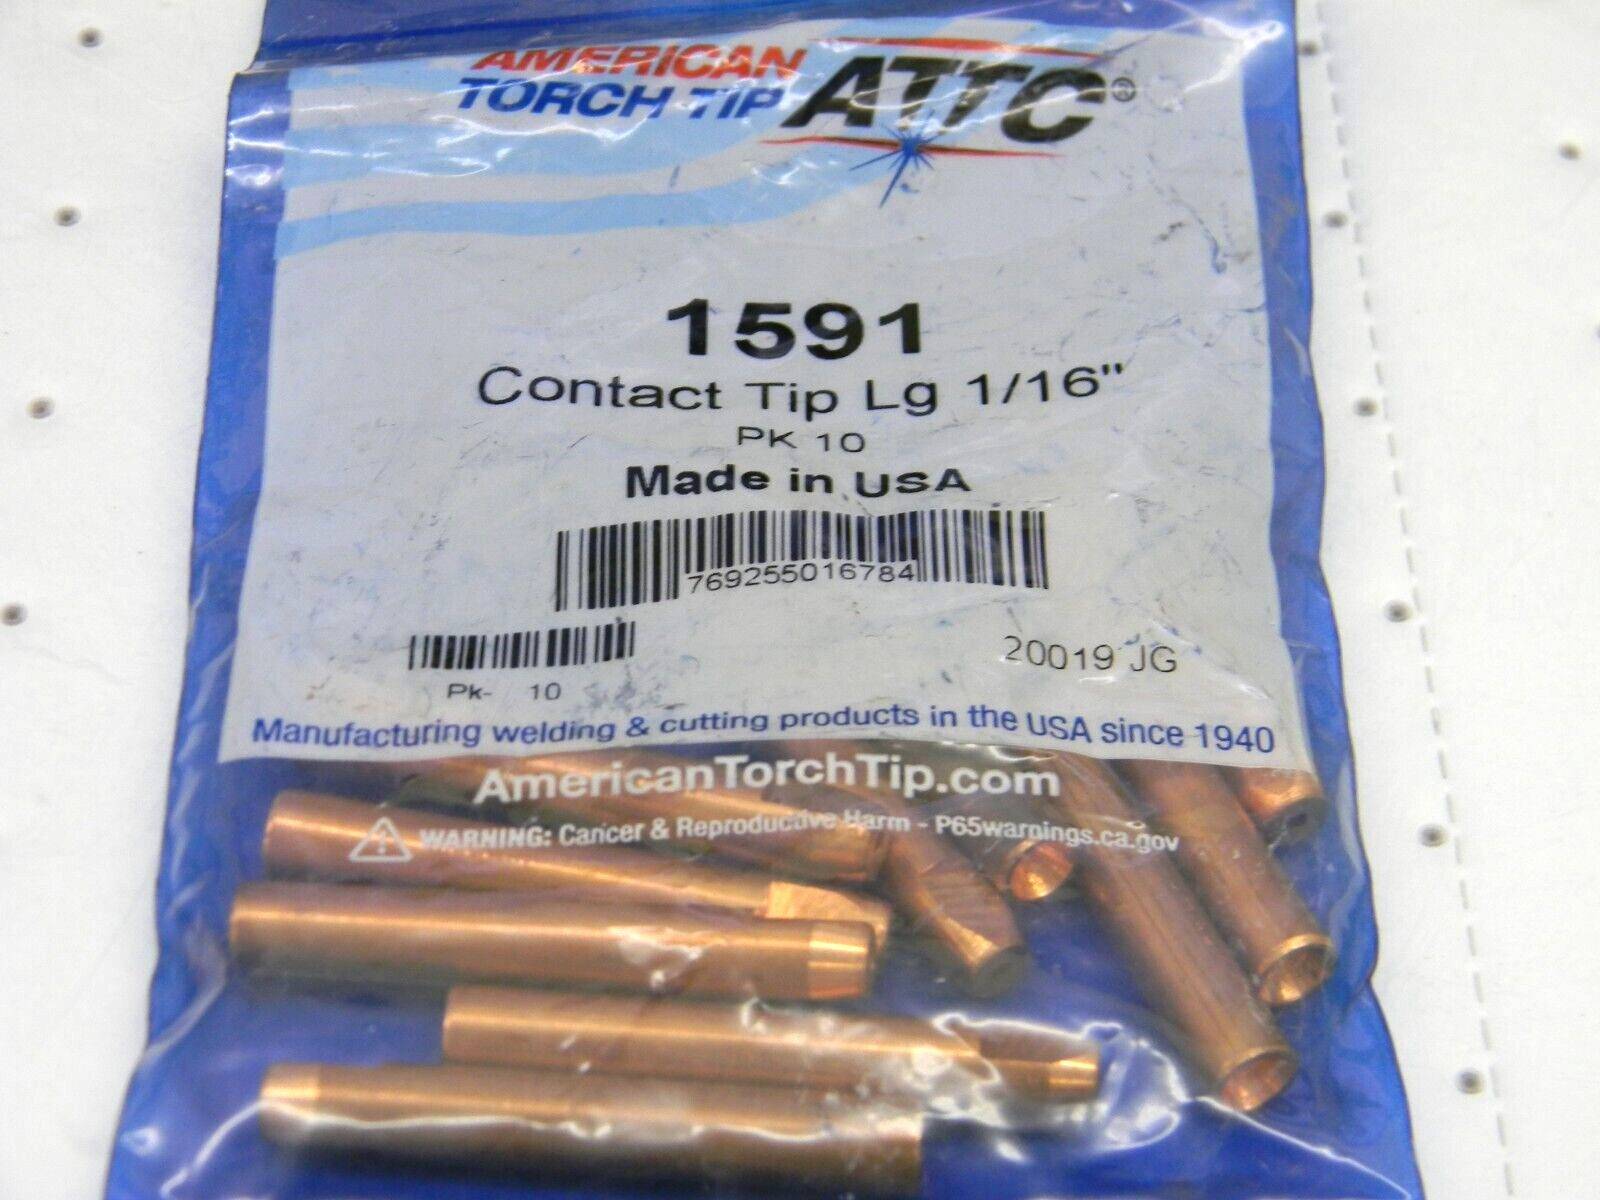 AMERICAN
TORCH TIP
ATTC®
1591
Contact Tip Lg 1/16"
PK 10
Made in USA
769255016784
20019 JG
Pk- 10
Manufacturing welding & cutting products in the USA since 1940
AmericanTorchTip.com
WARNING: Cancer & Reproductive Harm - P65warnings.ca.gov